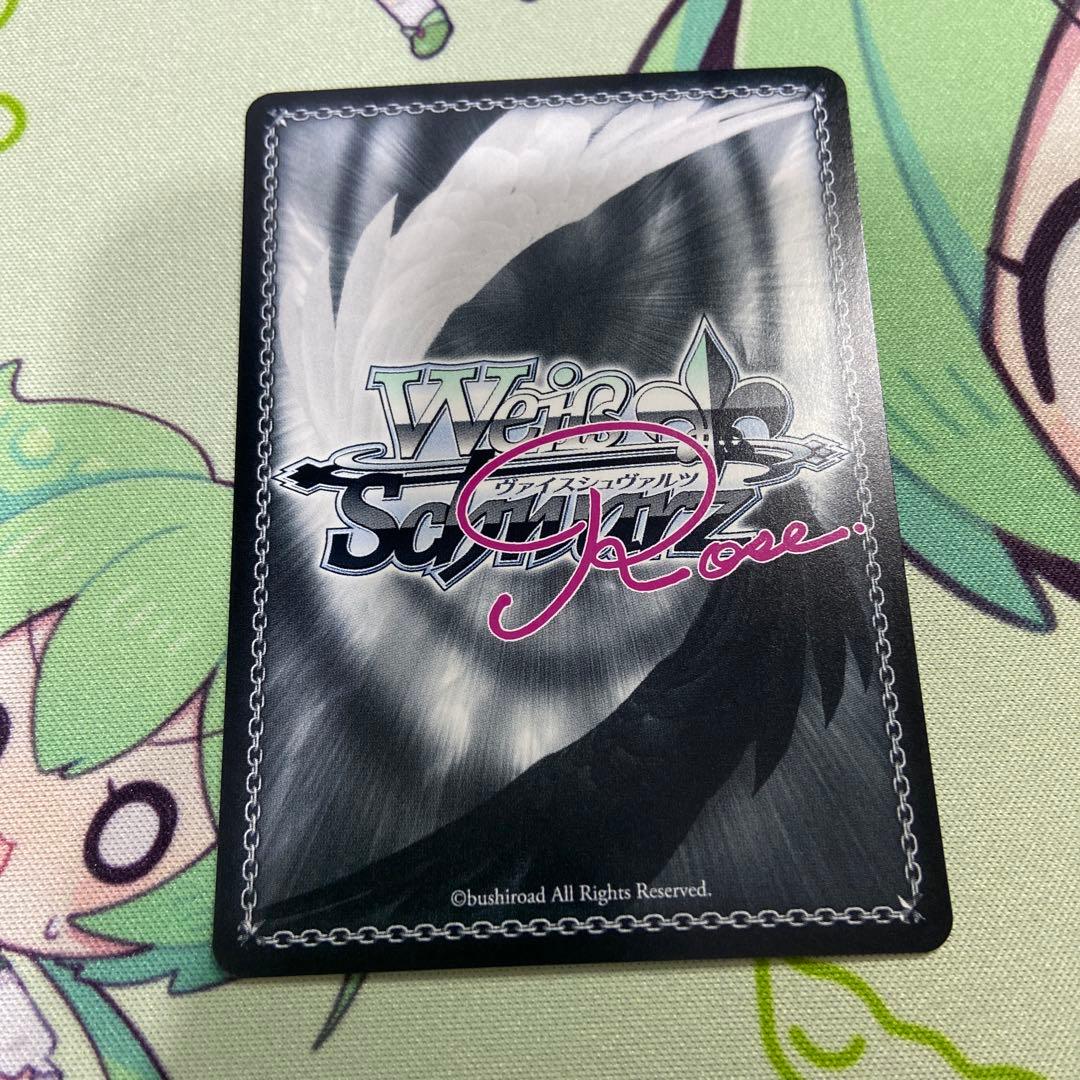 Weiß
ヴァイスシュヴァルツ
Schwarz
Rose.
©bushiroad All Rights Reserved.